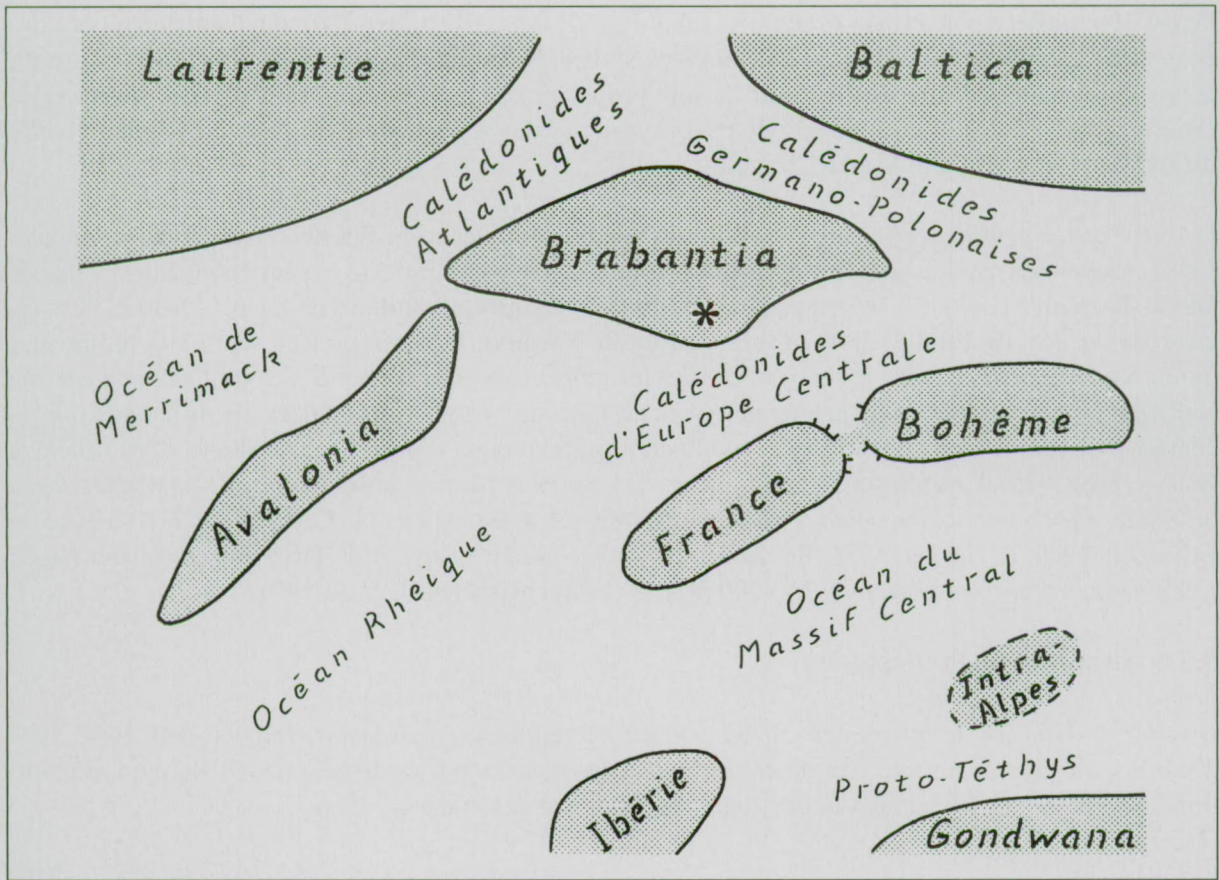 Laurentie
Baltica
Calédonides
Atlantiques
Calédonides
Germano-Polonaises
Brabantia
*
Océan de
Merrimack
Calédonides
d'Europe Centrale
Bohême
Avalonia
France
Océan Rhéique
Océan du
Massif Central
Intra-
Alpes
Proto-Téthys
Ibérie
Gondwana